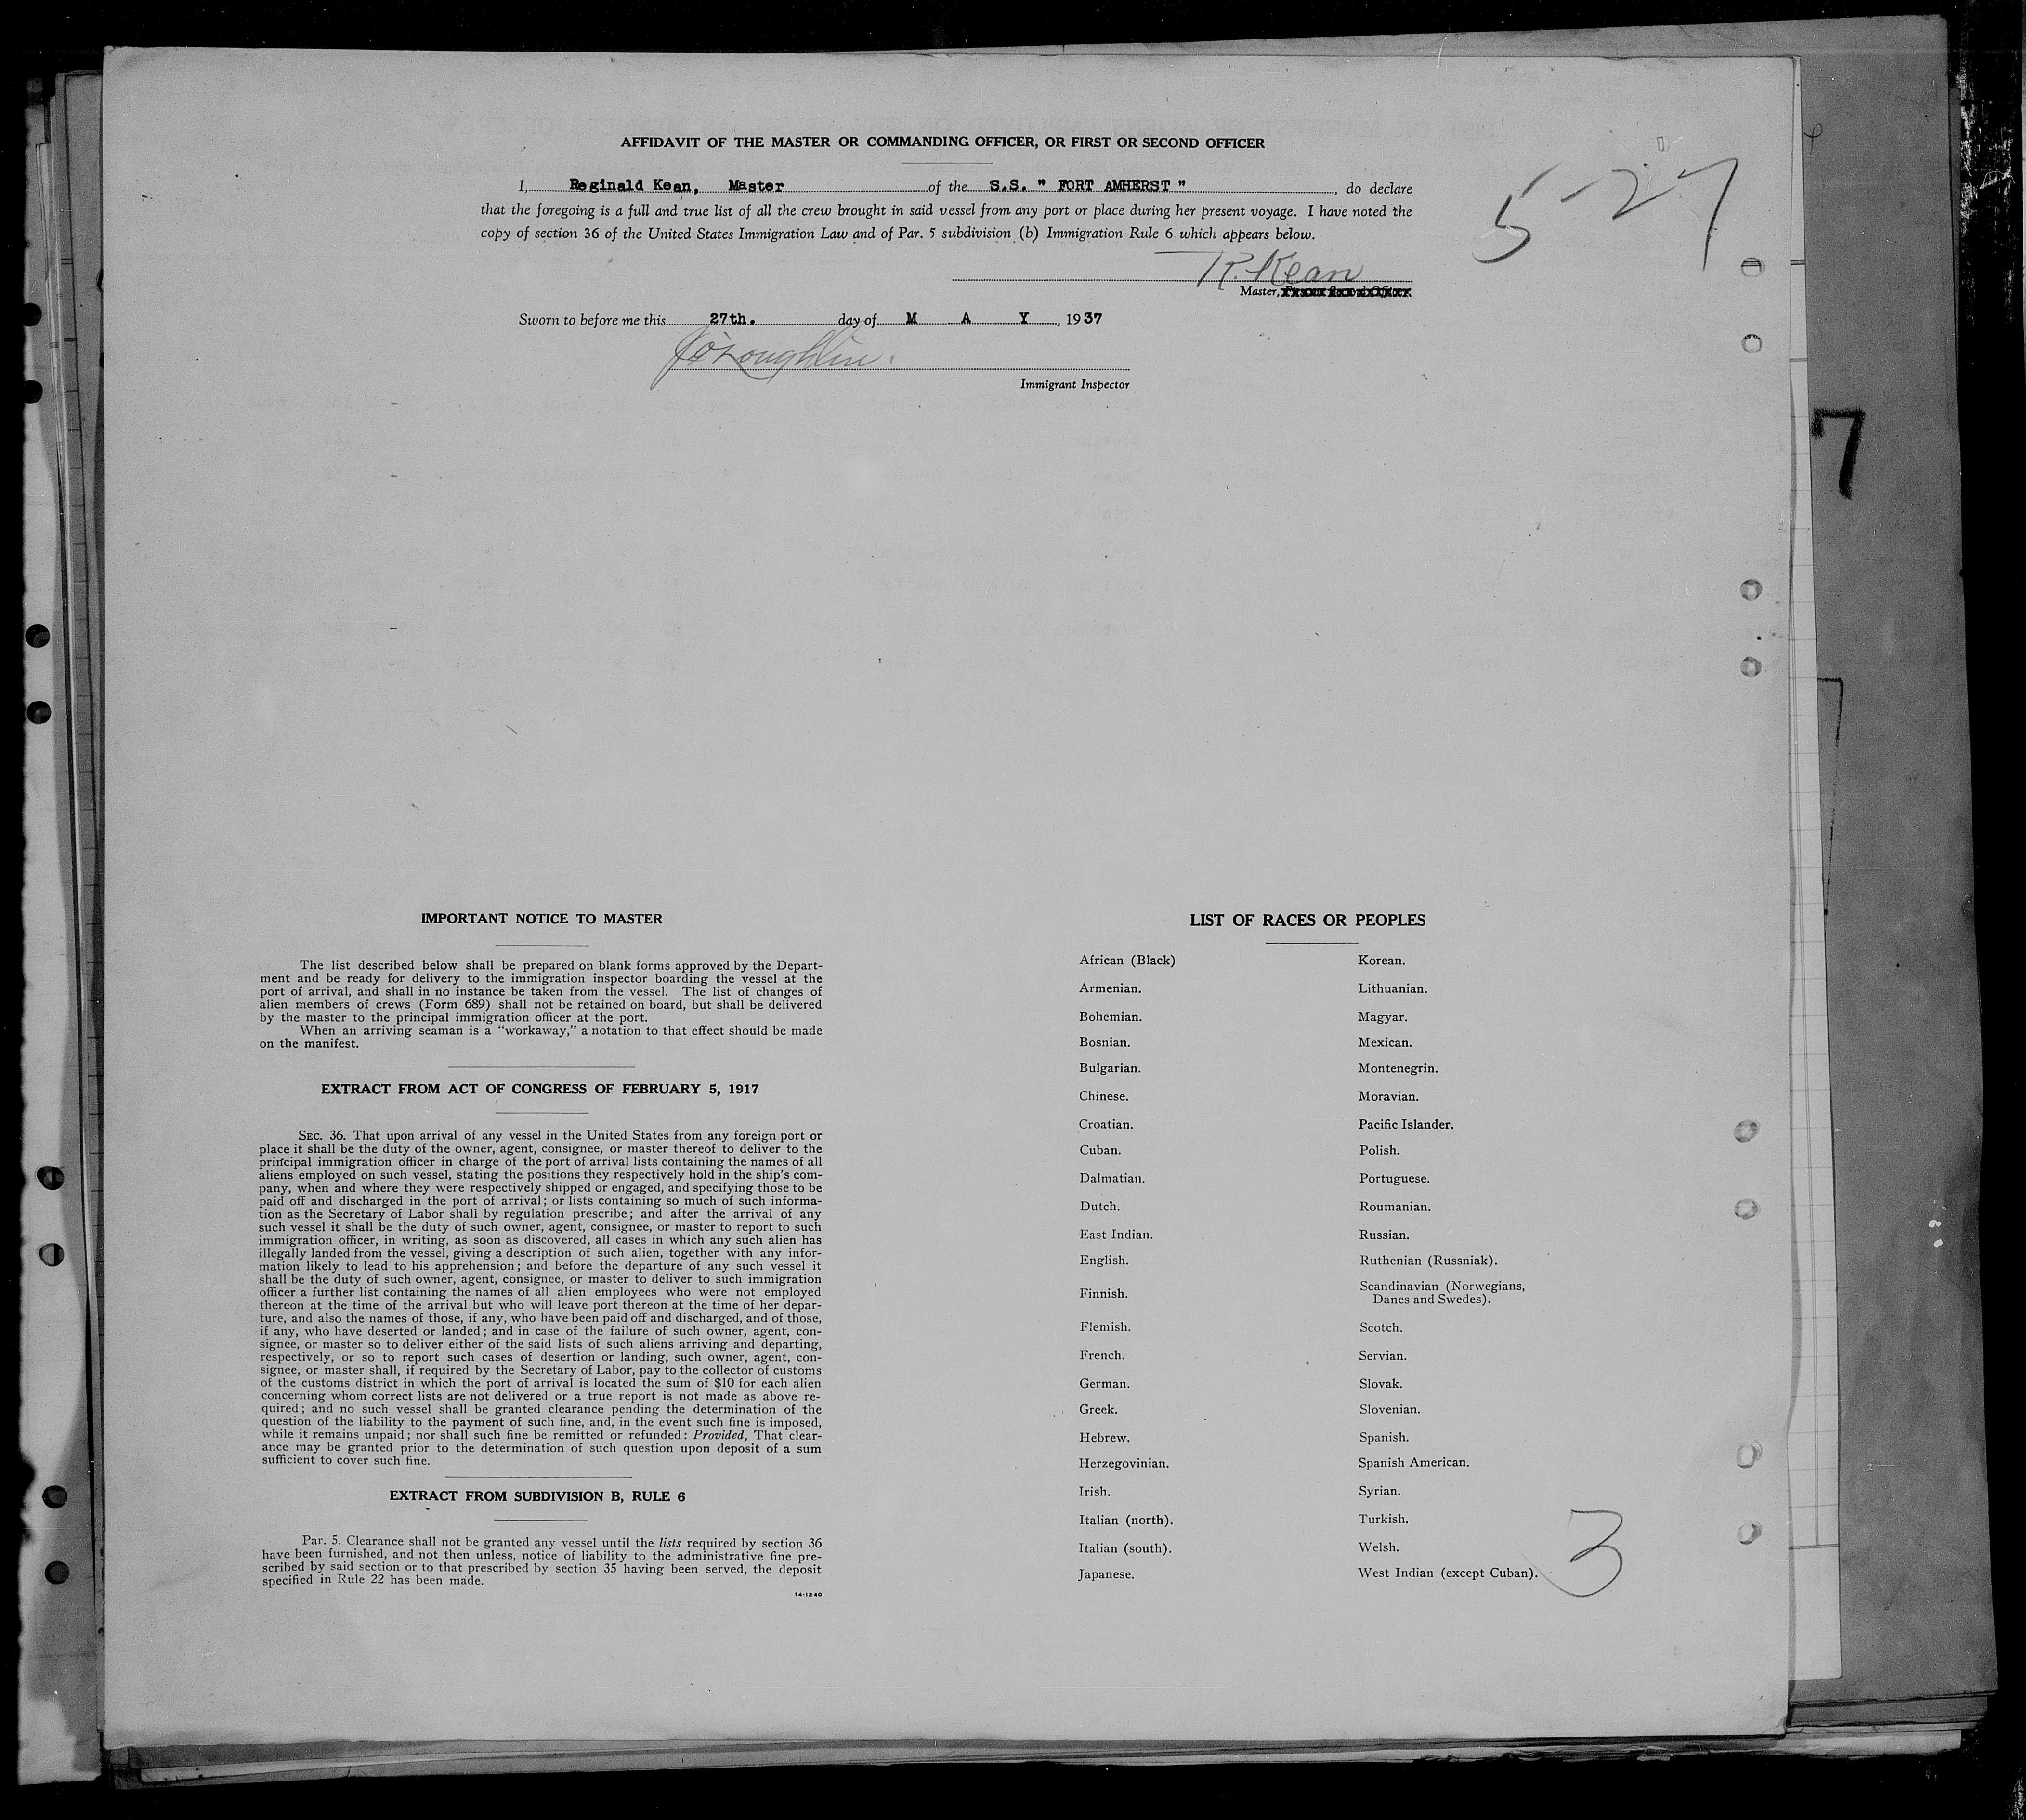 AFFIDAVIT OF THE MASTER OR COMMANDING OFFICER, OR FIRST OR SECOND OFFICER
I, Reginald Kean, Master of the S.S. " FORT AMHERST ", do declare
that the foregoing is a full and true list of all the crew brought in said vessel from any port or place during her present voyage. I have noted the
copy of section 36 of the United States Immigration Law and of Par. 5 subdivision (b) Immigration Rule 6 which appears below.
5-27
R. Kean
Master,
Sworn to before me this 27th. day of M A Y, 1937
O'Loughlin.
Immigrant Inspector
7
IMPORTANT NOTICE TO MASTER
The list described below shall be prepared on blank forms approved by the Depart-
ment and be ready for delivery to the immigration inspector boarding the vessel at the
port of arrival, and shall in no instance be taken from the vessel. The list of changes of
alien members of crews (Form 689) shall not be retained on board, but shall be delivered
by the master to the principal immigration officer at the port.
When an arriving seaman is a "workaway," a notation to that effect should be made
on the manifest.
EXTRACT FROM ACT OF CONGRESS OF FEBRUARY 5, 1917
SEC. 36. That upon arrival of any vessel in the United States from any foreign port or
place it shall be the duty of the owner, agent, consignee, or master thereof to deliver to the
principal immigration officer in charge of the port of arrival lists containing the names of all
aliens employed on such vessel, stating the positions they respectively hold in the ship's com-
pany, when and where they were respectively shipped or engaged, and specifying those to be
paid off and discharged in the port of arrival; or lists containing so much of such informa-
tion as the Secretary of Labor shall by regulation prescribe; and after the arrival of any
such vessel it shall be the duty of such owner, agent, consignee, or master to report to such
immigration officer, in writing, as soon as discovered, all cases in which any such alien has
illegally landed from the vessel, giving a description of such alien, together with any infor-
mation likely to lead to his apprehension; and before the departure of any such vessel it
shall be the duty of such owner, agent, consignee, or master to deliver to such immigration
officer a further list containing the names of all alien employees who were not employed
thereon at the time of the arrival but who will leave port thereon at the time of her depar-
ture, and also the names of those, if any, who have been paid off and discharged, and of those,
if any, who have deserted or landed; and in case of the failure of such owner, agent, con-
signee, or master so to deliver either of the said lists of such aliens arriving and departing,
respectively, or so to report such cases of desertion or landing, such owner, agent, con-
signee, or master shall, if required by the Secretary of Labor, pay to the collector of customs
of the customs district in which the port of arrival is located the sum of $10 for each alien
concerning whom correct lists are not delivered or a true report is not made as above re-
quired; and no such vessel shall be granted clearance pending the determination of the
question of the liability to the payment of such fine, and, in the event such fine is imposed,
while it remains unpaid; nor shall such fine be remitted or refunded: Provided, That clear-
ance may be granted prior to the determination of such question upon deposit of a sum
sufficient to cover such fine.
EXTRACT FROM SUBDIVISION B, RULE 6
Par. 5. Clearance shall not be granted any vessel until the lists required by section 36
have been furnished, and not then unless, notice of liability to the administrative fine pre-
scribed by said section or to that prescribed by section 35 having been served, the deposit
specified in Rule 22 has been made.
14-1240
LIST OF RACES OR PEOPLES
African (Black)
Armenian.
Bohemian.
Bosnian.
Bulgarian.
Chinese.
Croatian.
Cuban.
Dalmatian.
Dutch.
East Indian.
English.
Finnish.
Flemish.
French.
German.
Greek.
Hebrew.
Herzegovinian.
Irish.
Italian (north).
Italian (south).
Japanese.
Korean.
Lithuanian.
Magyar.
Mexican.
Montenegrin.
Moravian.
Pacific Islander.
Polish.
Portuguese.
Roumanian.
Russian.
Ruthenian (Russniak).
Scandinavian (Norwegians,
Danes and Swedes).
Scotch.
Servian.
Slovak.
Slovenian.
Spanish.
Spanish American.
Syrian.
Turkish.
Welsh.
West Indian (except Cuban).
3